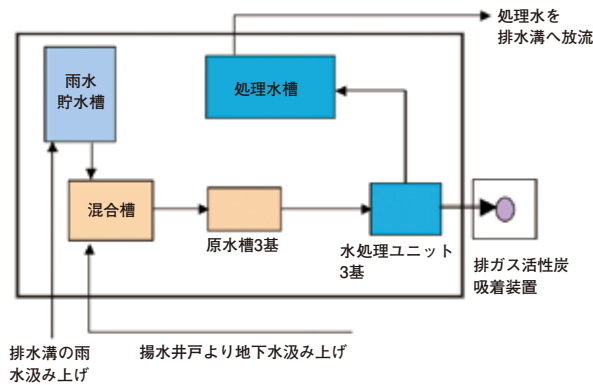 処理水を
排水溝へ放流
雨水
貯水槽
処理水槽
混合槽
原水槽3基
水処理ユニット
3基
排ガス活性炭
吸着装置
排水溝の雨
水汲み上げ
揚水井戸より地下水汲み上げ